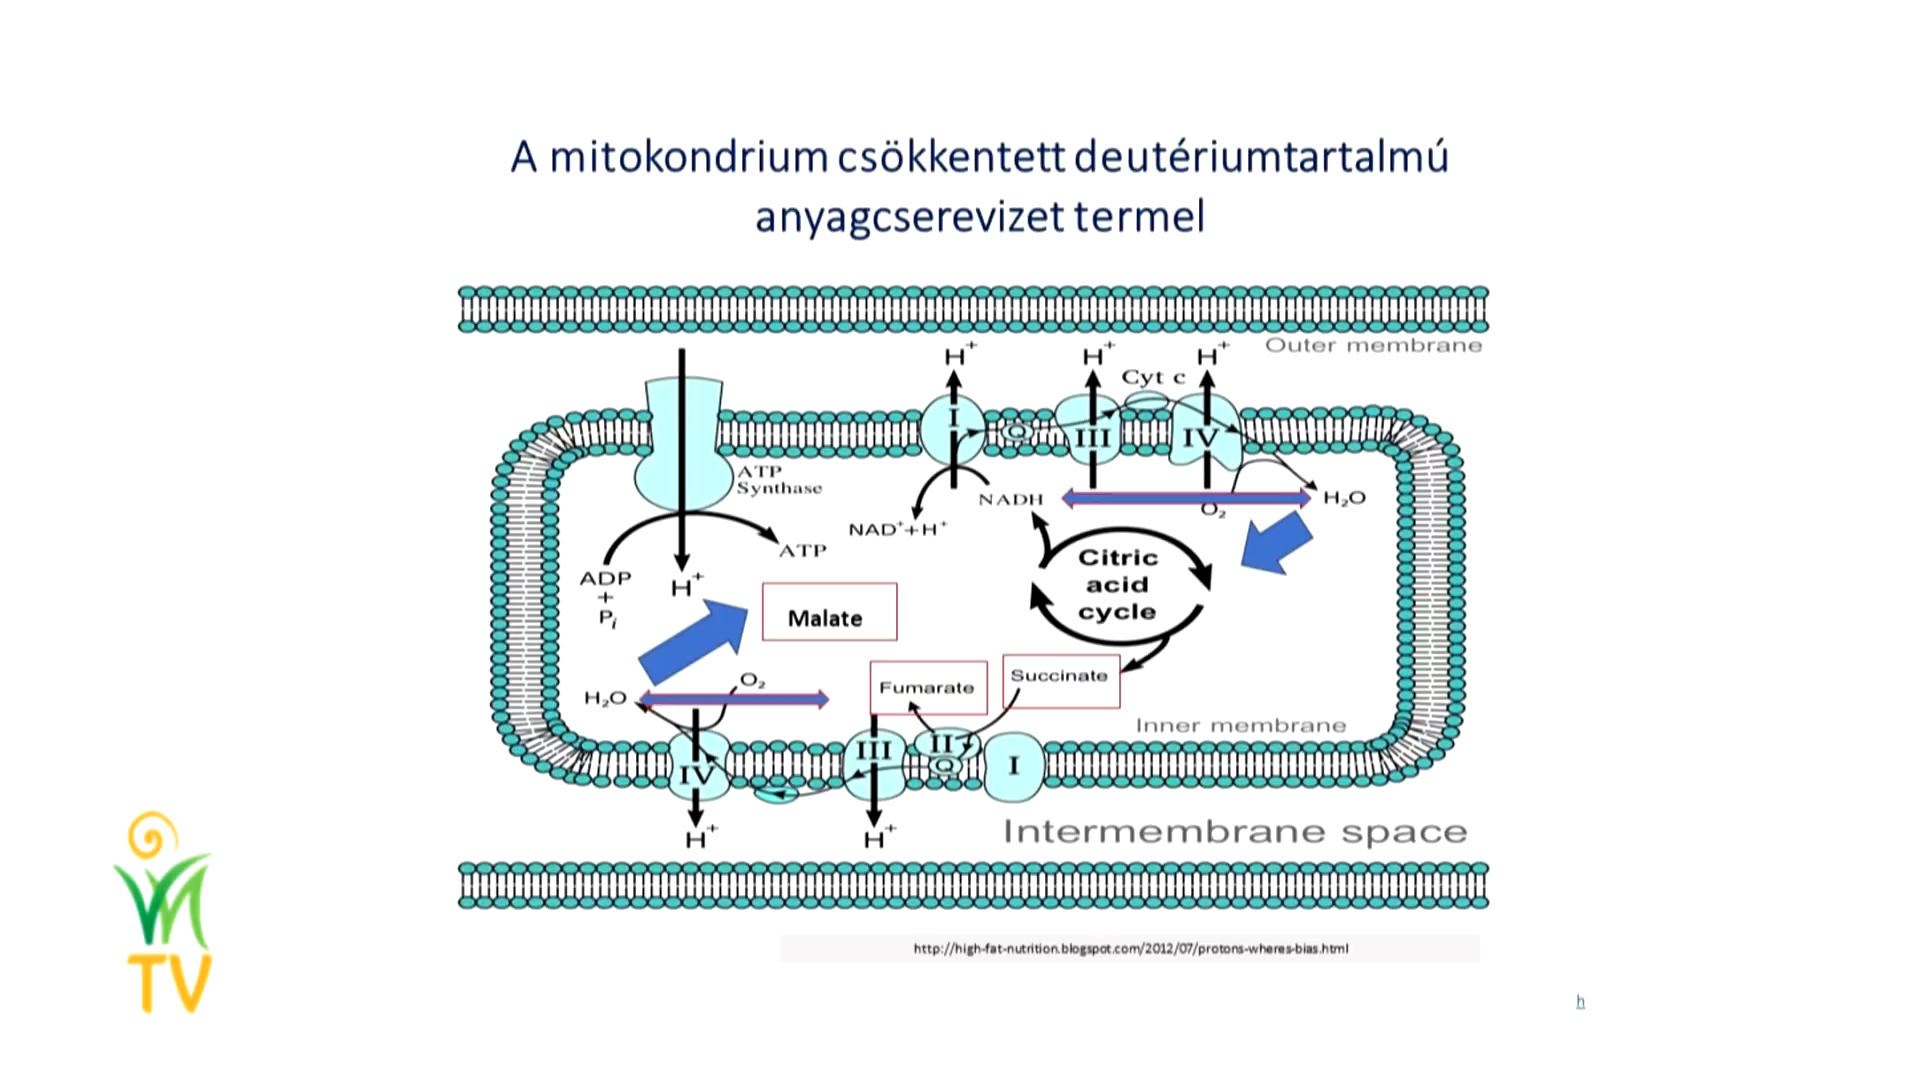 A mitokondrium csökkentett deutériumtartalmú
anyagcserevizet termel
H⁺
H⁺
H⁺
Outer membrane
Cyt c
I
Q
III
IV
ATP
Synthase
NADH
O₂
H₂O
NAD⁺+H⁺
ATP
ADP
+
Pi
H⁺
Citric
acid
cycle
Malate
H₂O
O₂
Fumarate
Succinate
Inner membrane
IV
III
II
Q
I
H⁺
H⁺
Intermembrane space
http://high-fat-nutrition.blogspot.com/2012/07/protons-wheres-bias.html
TV
h